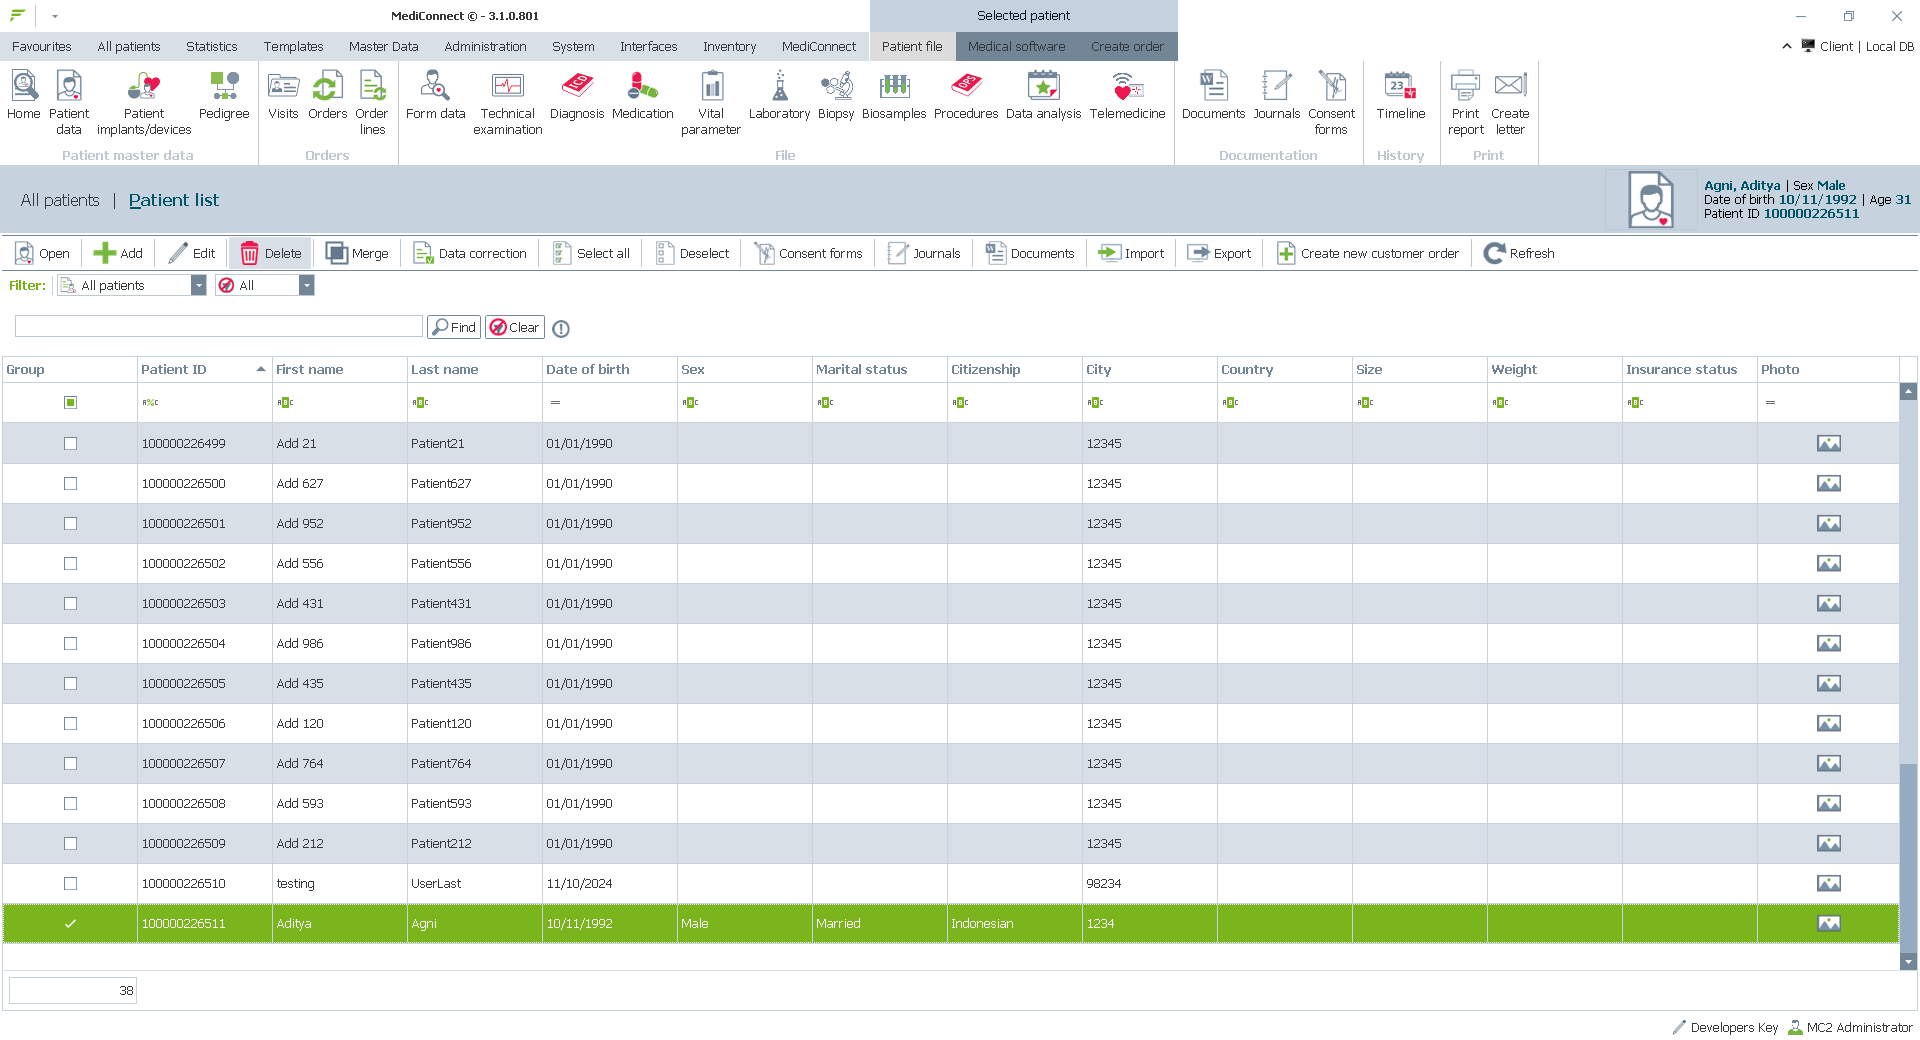 MediConnect © - 3.1.0.801
Selected patient
Favourites All patients Statistics Templates Master Data Administration System Interfaces Inventory MediConnect Patient file Medical software Create order Client | Local DB
Home Patient data Patient implants/devices Pedigree Visits Orders Order lines Form data Technical examination Diagnosis Medication Vital parameter Laboratory Biopsy Biosamples Procedures Data analysis Telemedicine Documents Journals Consent forms Timeline Print report Create letter
Patient master data Orders File Documentation History Print
All patients | Patient list
Agni, Aditya | Sex Male
Date of birth 10/11/1992 | Age 31
Patient ID 100000226511
Open Add Edit Delete Merge Data correction Select all Deselect Consent forms Journals Documents Import Export Create new customer order Refresh
Filter: All patients All
Find Clear
Group Patient ID First name Last name Date of birth Sex Marital status Citizenship City Country Size Weight Insurance status Photo
100000226499 Add 21 Patient21 01/01/1990 12345
100000226500 Add 627 Patient627 01/01/1990 12345
100000226501 Add 952 Patient952 01/01/1990 12345
100000226502 Add 556 Patient556 01/01/1990 12345
100000226503 Add 431 Patient431 01/01/1990 12345
100000226504 Add 986 Patient986 01/01/1990 12345
100000226505 Add 435 Patient435 01/01/1990 12345
100000226506 Add 120 Patient120 01/01/1990 12345
100000226507 Add 764 Patient764 01/01/1990 12345
100000226508 Add 593 Patient593 01/01/1990 12345
100000226509 Add 212 Patient212 01/01/1990 12345
100000226510 testing UserLast 11/10/2024 98234
100000226511 Aditya Agni 10/11/1992 Male Married Indonesian 1234
38
Developers Key MC2 Administrator